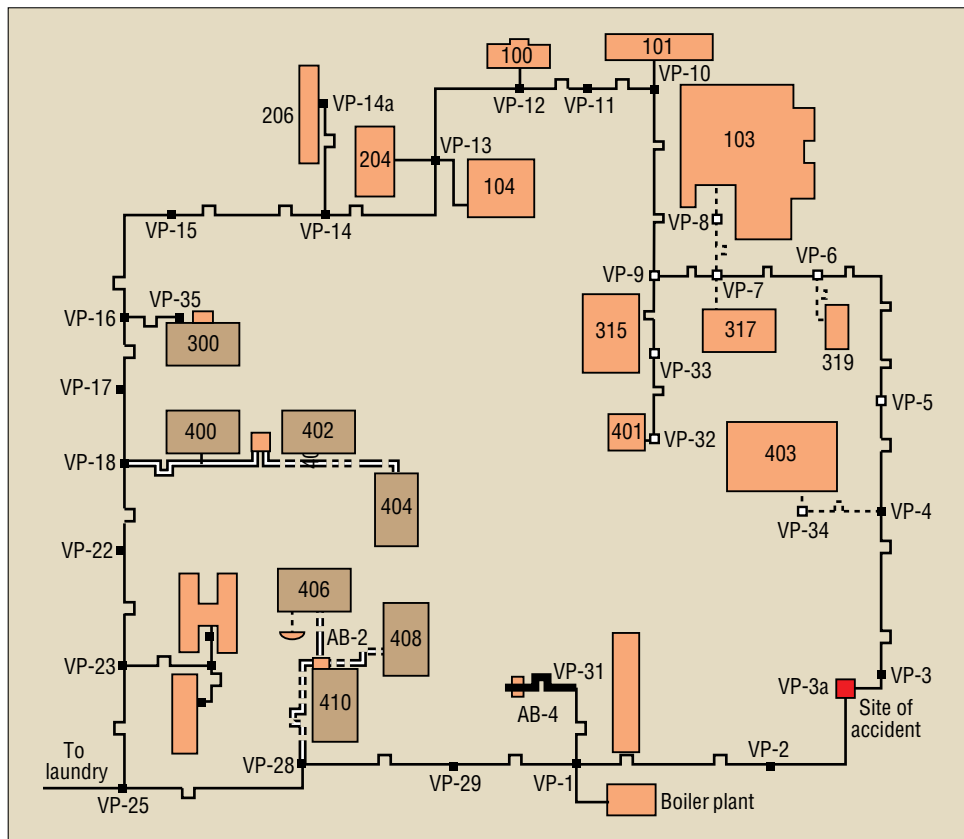 101
100
VP-10
VP-12
VP-11
VP-14a
206
103
VP-13
204
104
VP-8
VP-15
VP-14
VP-6
VP-9
VP-7
VP-35
VP-16
300
315
317
319
VP-33
VP-17
VP-5
400
402
401
VP-32
VP-18
403
404
VP-34
VP-4
VP-22
406
408
AB-2
VP-23
VP-31
VP-3
VP-3a
410
AB-4
Site of
accident
To
laundry
VP-28
VP-2
VP-29
VP-1
VP-25
Boiler plant